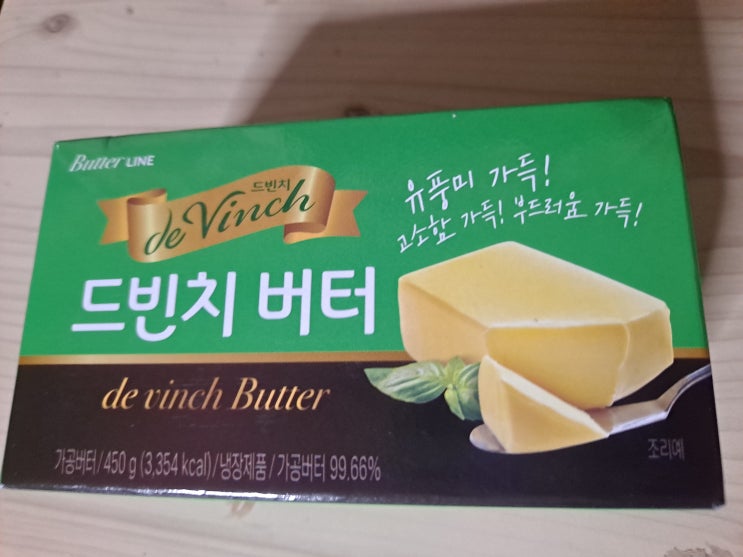 Butter LINE
드빈치
de Vinch
유풍미 가득!
고소함 가득! 부드러움 가득!
드빈치 버터
de vinch Butter
가공버터 / 450 g (3,354 kcal) / 냉장제품 / 가공버터 99.66%
조리예